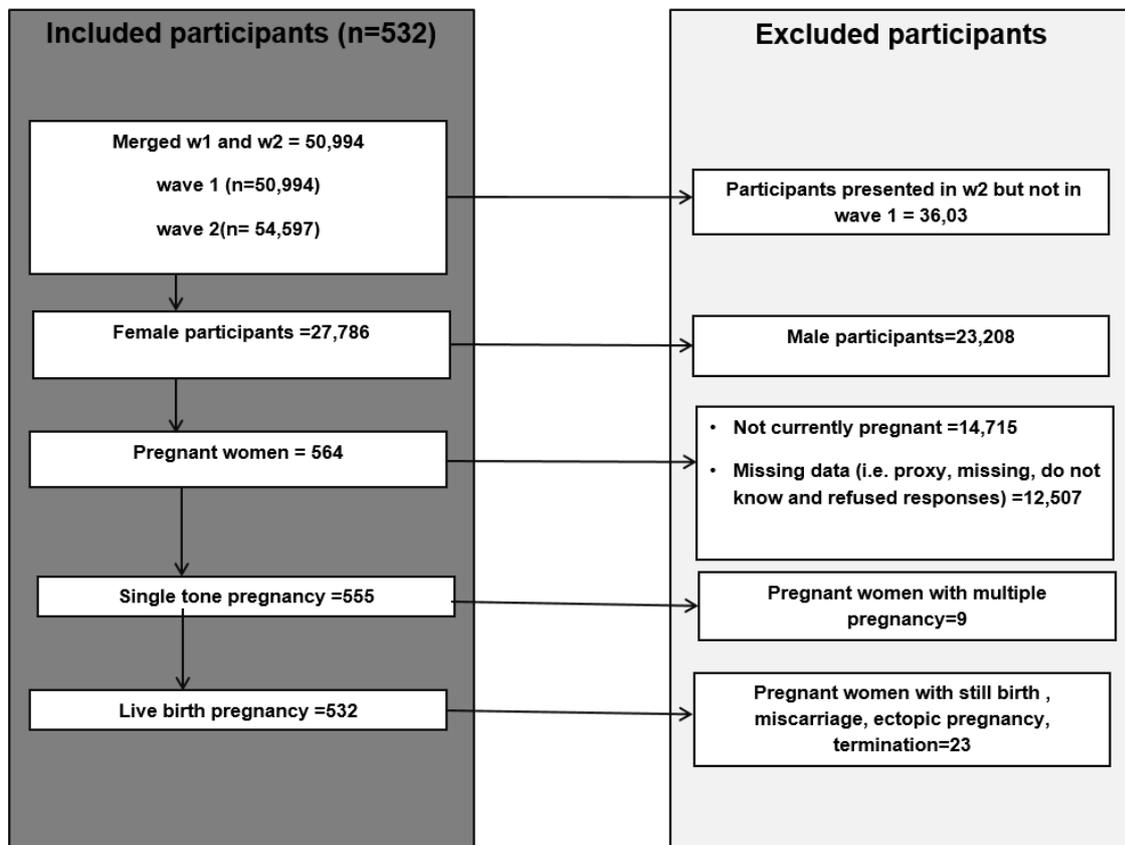 Included participants (n=532)
Excluded participants
Merged w1 and w2 = 50,994
wave 1 (n=50,994)
wave 2(n= 54,597)
Participants presented in w2 but not in
wave 1 = 36,03
Female participants =27,786
Male participants=23,208
Pregnant women = 564
• Not currently pregnant =14,715
• Missing data (i.e. proxy, missing, do not
know and refused responses) =12,507
Single tone pregnancy =555
Pregnant women with multiple
pregnancy=9
Live birth pregnancy =532
Pregnant women with still birth ,
miscarriage, ectopic pregnancy,
termination=23